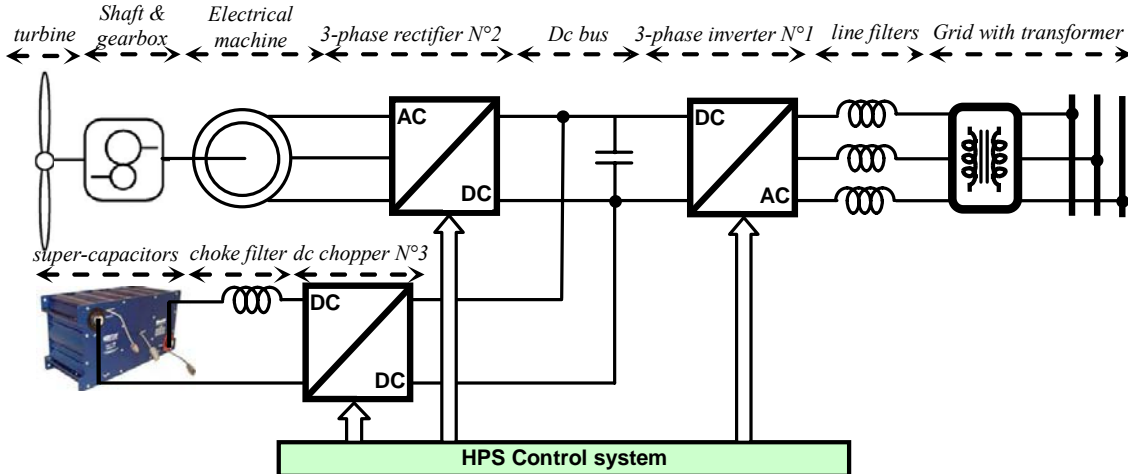 turbine
Shaft &
gearbox
Electrical
machine
3-phase rectifier N°2
Dc bus
3-phase inverter N°1
line filters
Grid with transformer
AC
DC
DC
AC
super-capacitors
choke filter
dc chopper N°3
DC
DC
HPS Control system